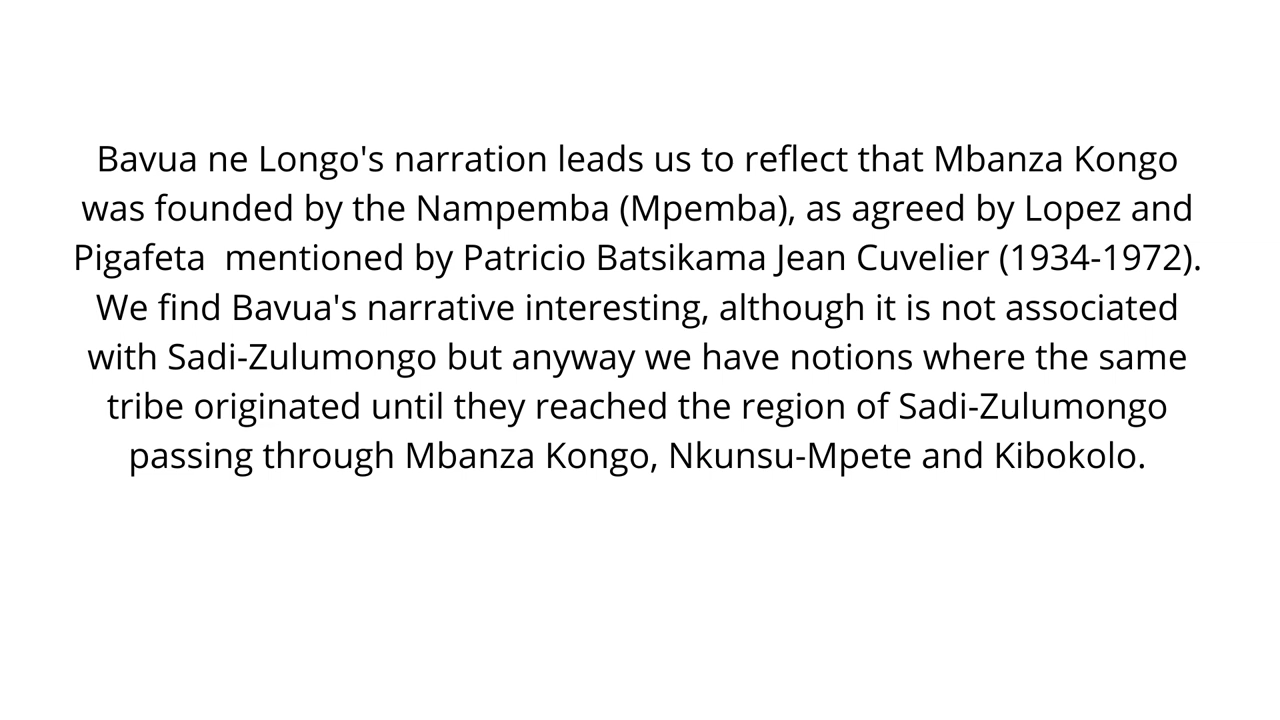 Bavua ne Longo's narration leads us to reflect that Mbanza Kongo
was founded by the Nampemba (Mpemba), as agreed by Lopez and
Pigafeta  mentioned by Patricio Batsikama Jean Cuvelier (1934-1972).
We find Bavua's narrative interesting, although it is not associated
with Sadi-Zulumongo but anyway we have notions where the same
tribe originated until they reached the region of Sadi-Zulumongo
passing through Mbanza Kongo, Nkunsu-Mpete and Kibokolo.